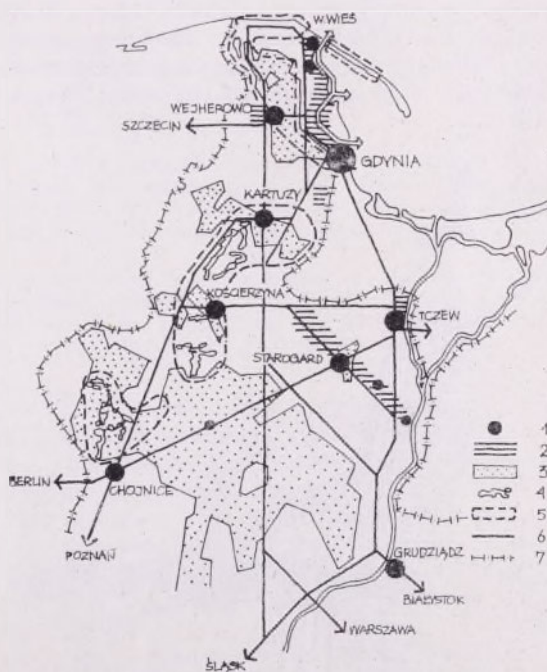 W.WIEŚ
WEJHEROWO
SZCZECIN
GDYNIA
KARTUZY
KOŚCIERZYNA
TCZEW
STAROGARD
BERLIN
CHOJNICE
POZNAŃ
GRUDZIĄDZ
BIAŁYSTOK
WARSZAWA
ŚLĄSK
1
2
3
4
5
6
7